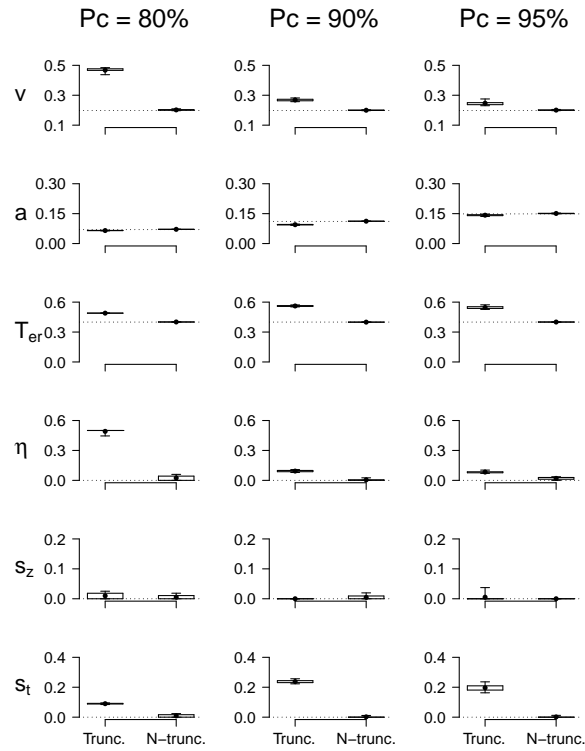 Pc = 80% Pc = 90% Pc = 95%
v
0.5 0.5 0.5
0.3 0.3 0.3
0.1 0.1 0.1
a
0.30 0.30 0.30
0.15 0.15 0.15
0.00 0.00 0.00
T_er
0.6 0.6 0.6
0.3 0.3 0.3
0.0 0.0 0.0
η
0.6 0.6 0.6
0.3 0.3 0.3
0.0 0.0 0.0
s_z
0.2 0.2 0.2
0.1 0.1 0.1
0.0 0.0 0.0
s_t
0.4 0.4 0.4
0.2 0.2 0.2
0.0 0.0 0.0
Trunc. N−trunc. Trunc. N−trunc. Trunc. N−trunc.